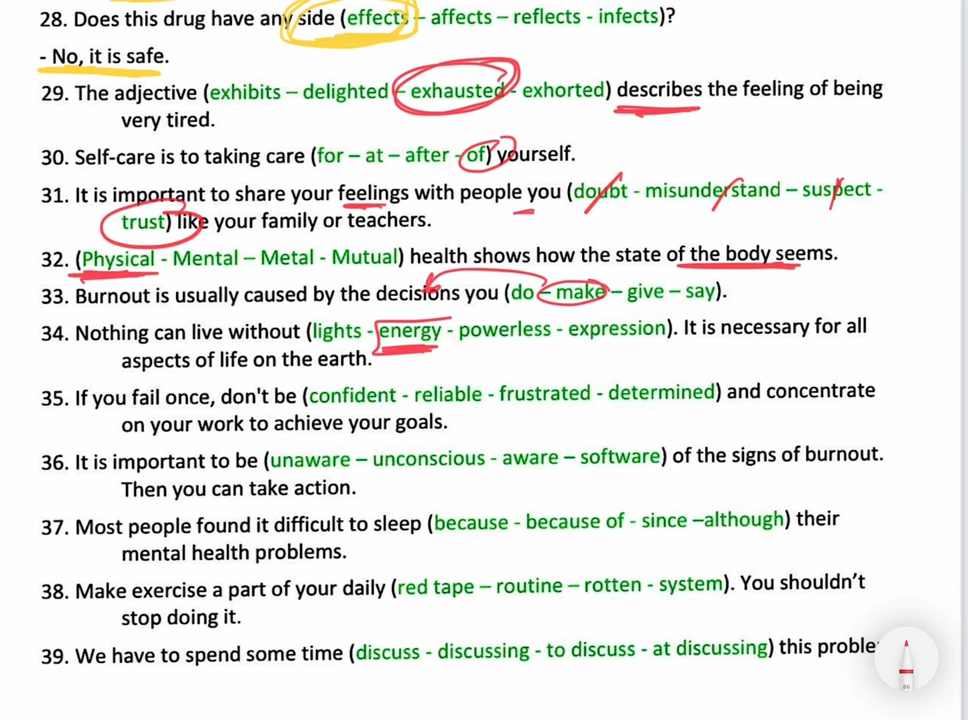 28. Does this drug have any side (effects – affects – reflects - infects)?
- No, it is safe.
29. The adjective (exhibits – delighted – exhausted - exhorted) describes the feeling of being
very tired.
30. Self-care is to taking care (for – at – after - of) yourself.
31. It is important to share your feelings with people you (doubt - misunderstand – suspect -
trust) like your family or teachers.
32. (Physical - Mental – Metal - Mutual) health shows how the state of the body seems.
33. Burnout is usually caused by the decisions you (do – make – give – say).
34. Nothing can live without (lights - energy - powerless - expression). It is necessary for all
aspects of life on the earth.
35. If you fail once, don't be (confident - reliable - frustrated - determined) and concentrate
on your work to achieve your goals.
36. It is important to be (unaware – unconscious - aware – software) of the signs of burnout.
Then you can take action.
37. Most people found it difficult to sleep (because - because of - since –although) their
mental health problems.
38. Make exercise a part of your daily (red tape – routine – rotten - system). You shouldn’t
stop doing it.
39. We have to spend some time (discuss - discussing - to discuss - at discussing) this proble